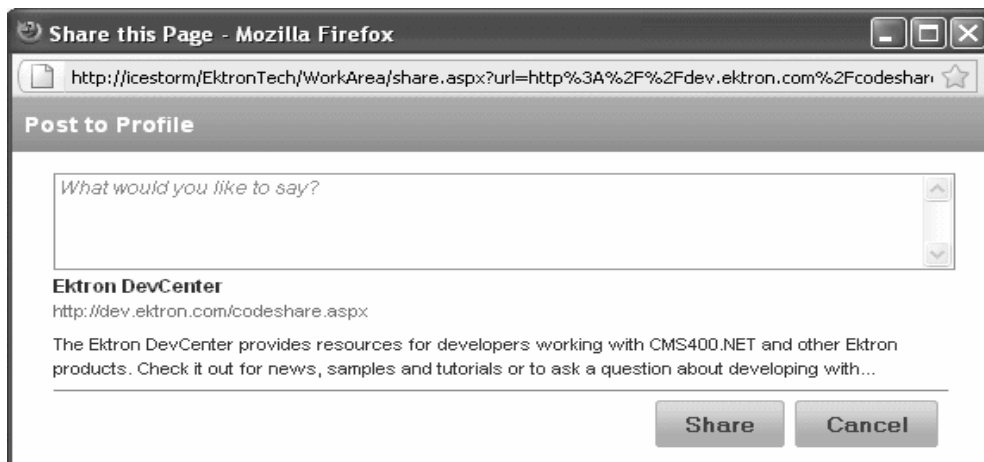 Share this Page - Mozilla Firefox
http://icestorm/EktronTech/WorkArea/share.aspx?url=http%3A%2F%2Fdev.ektron.com%2Fcodeshar
Post to Profile
What would you like to say?
Ektron DevCenter
http://dev.ektron.com/codeshare.aspx
The Ektron DevCenter provides resources for developers working with CMS400.NET and other Ektron
products. Check it out for news, samples and tutorials or to ask a question about developing with...
Share Cancel